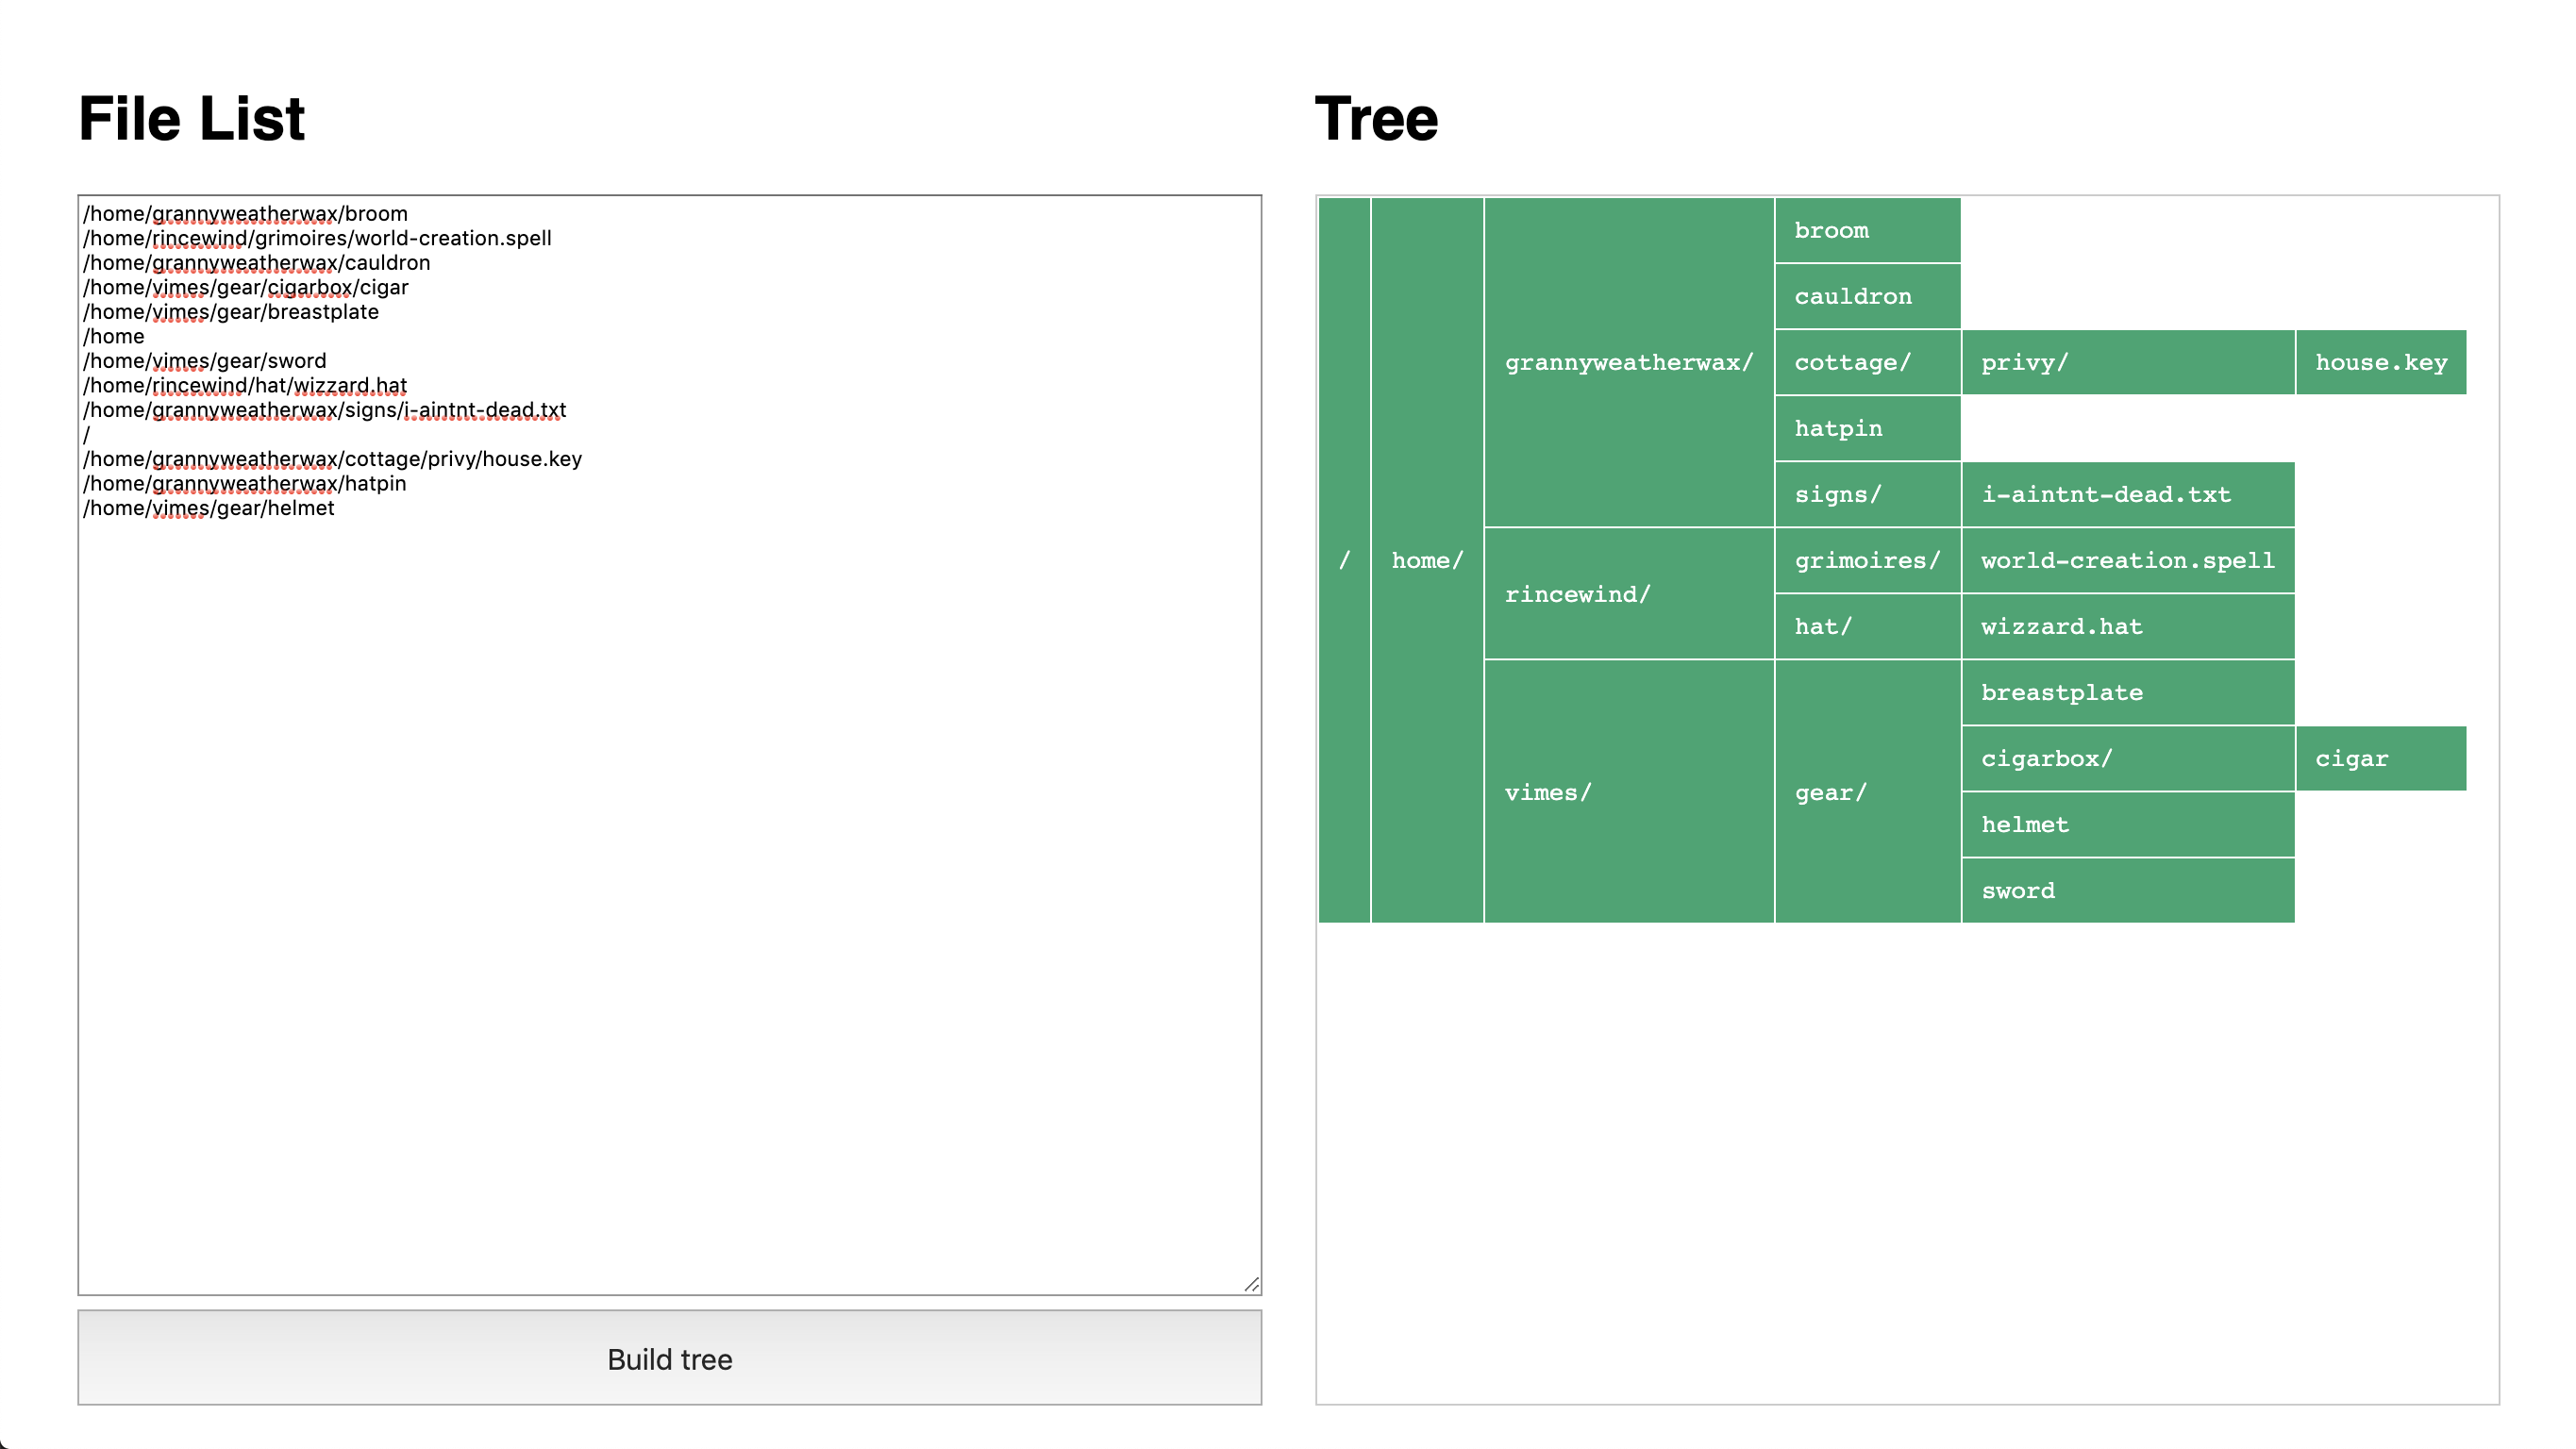 File List
/home/grannyweatherwax/broom
/home/rincewind/grimoires/world-creation.spell
/home/grannyweatherwax/cauldron
/home/vimes/gear/cigarbox/cigar
/home/vimes/gear/breastplate
/home
/home/vimes/gear/sword
/home/rincewind/hat/wizzard.hat
/home/grannyweatherwax/signs/i-aintnt-dead.txt
/
/home/grannyweatherwax/cottage/privy/house.key
/home/grannyweatherwax/hatpin
/home/vimes/gear/helmet
Build tree
Tree
/
home/
grannyweatherwax/
broom
cauldron
cottage/
privy/
house.key
hatpin
signs/
i-aintnt-dead.txt
rincewind/
grimoires/
world-creation.spell
hat/
wizzard.hat
vimes/
gear/
breastplate
cigarbox/
cigar
helmet
sword